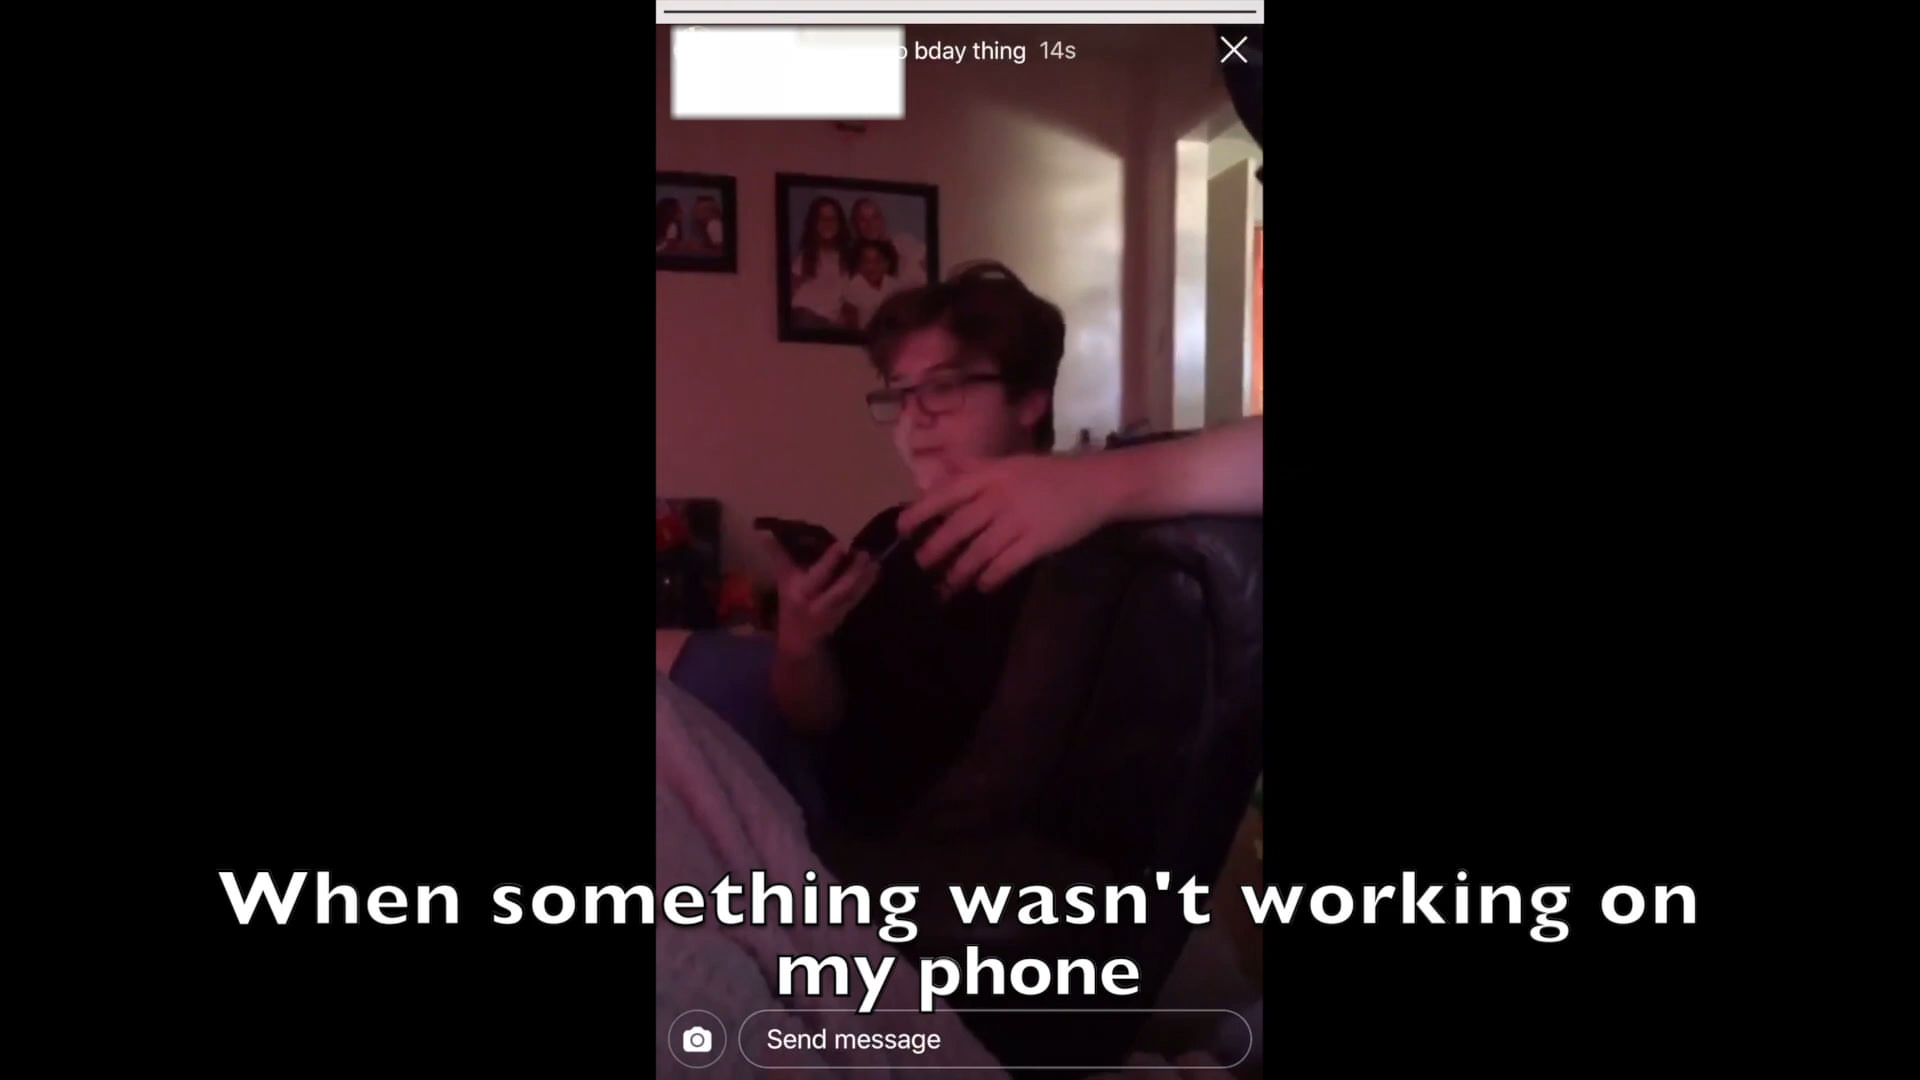 bday thing 14s
When something wasn't working on
my phone
Send message